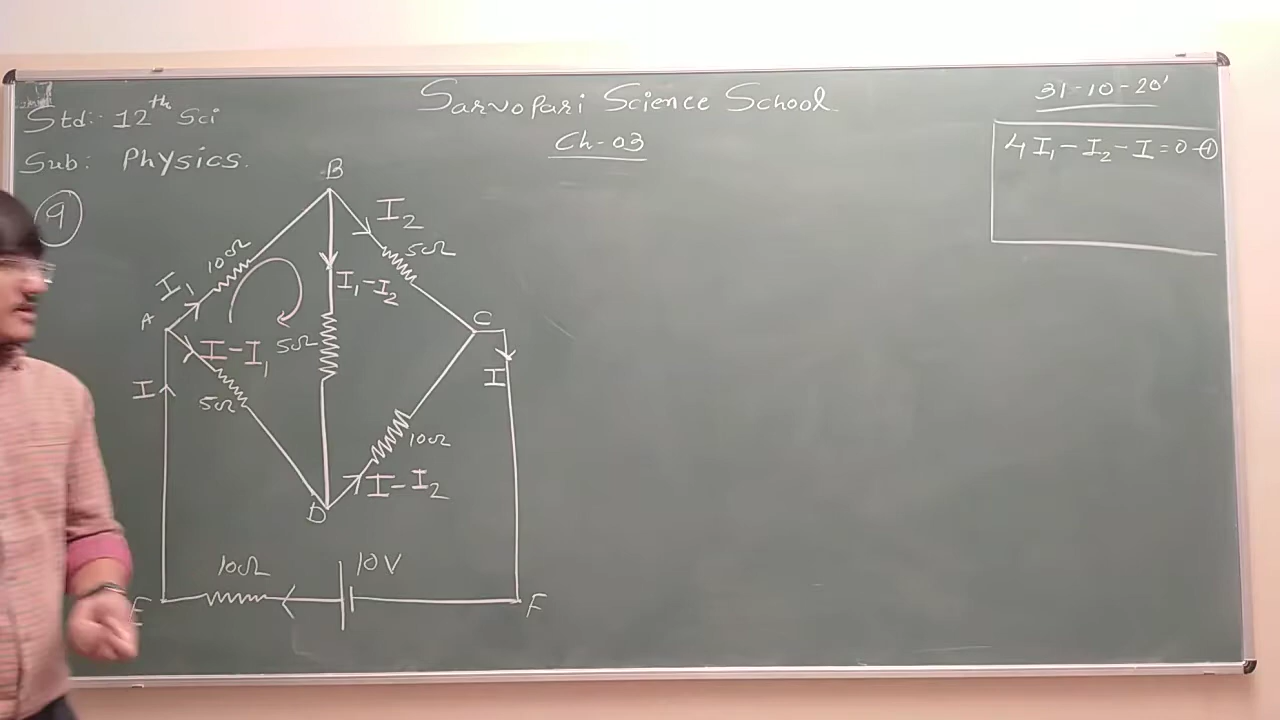 Sarvopari Science School
31-10-20'
Std:- 12th Sci
Ch-03
Sub: Physics.
4I₁-I₂-I=0-①
⑨
B
I₂
10Ω
5Ω
I₁
I₁-I₂
A
C
I-I₁
5Ω
I
I
5Ω
10Ω
I-I₂
D
10Ω
10V
E
F